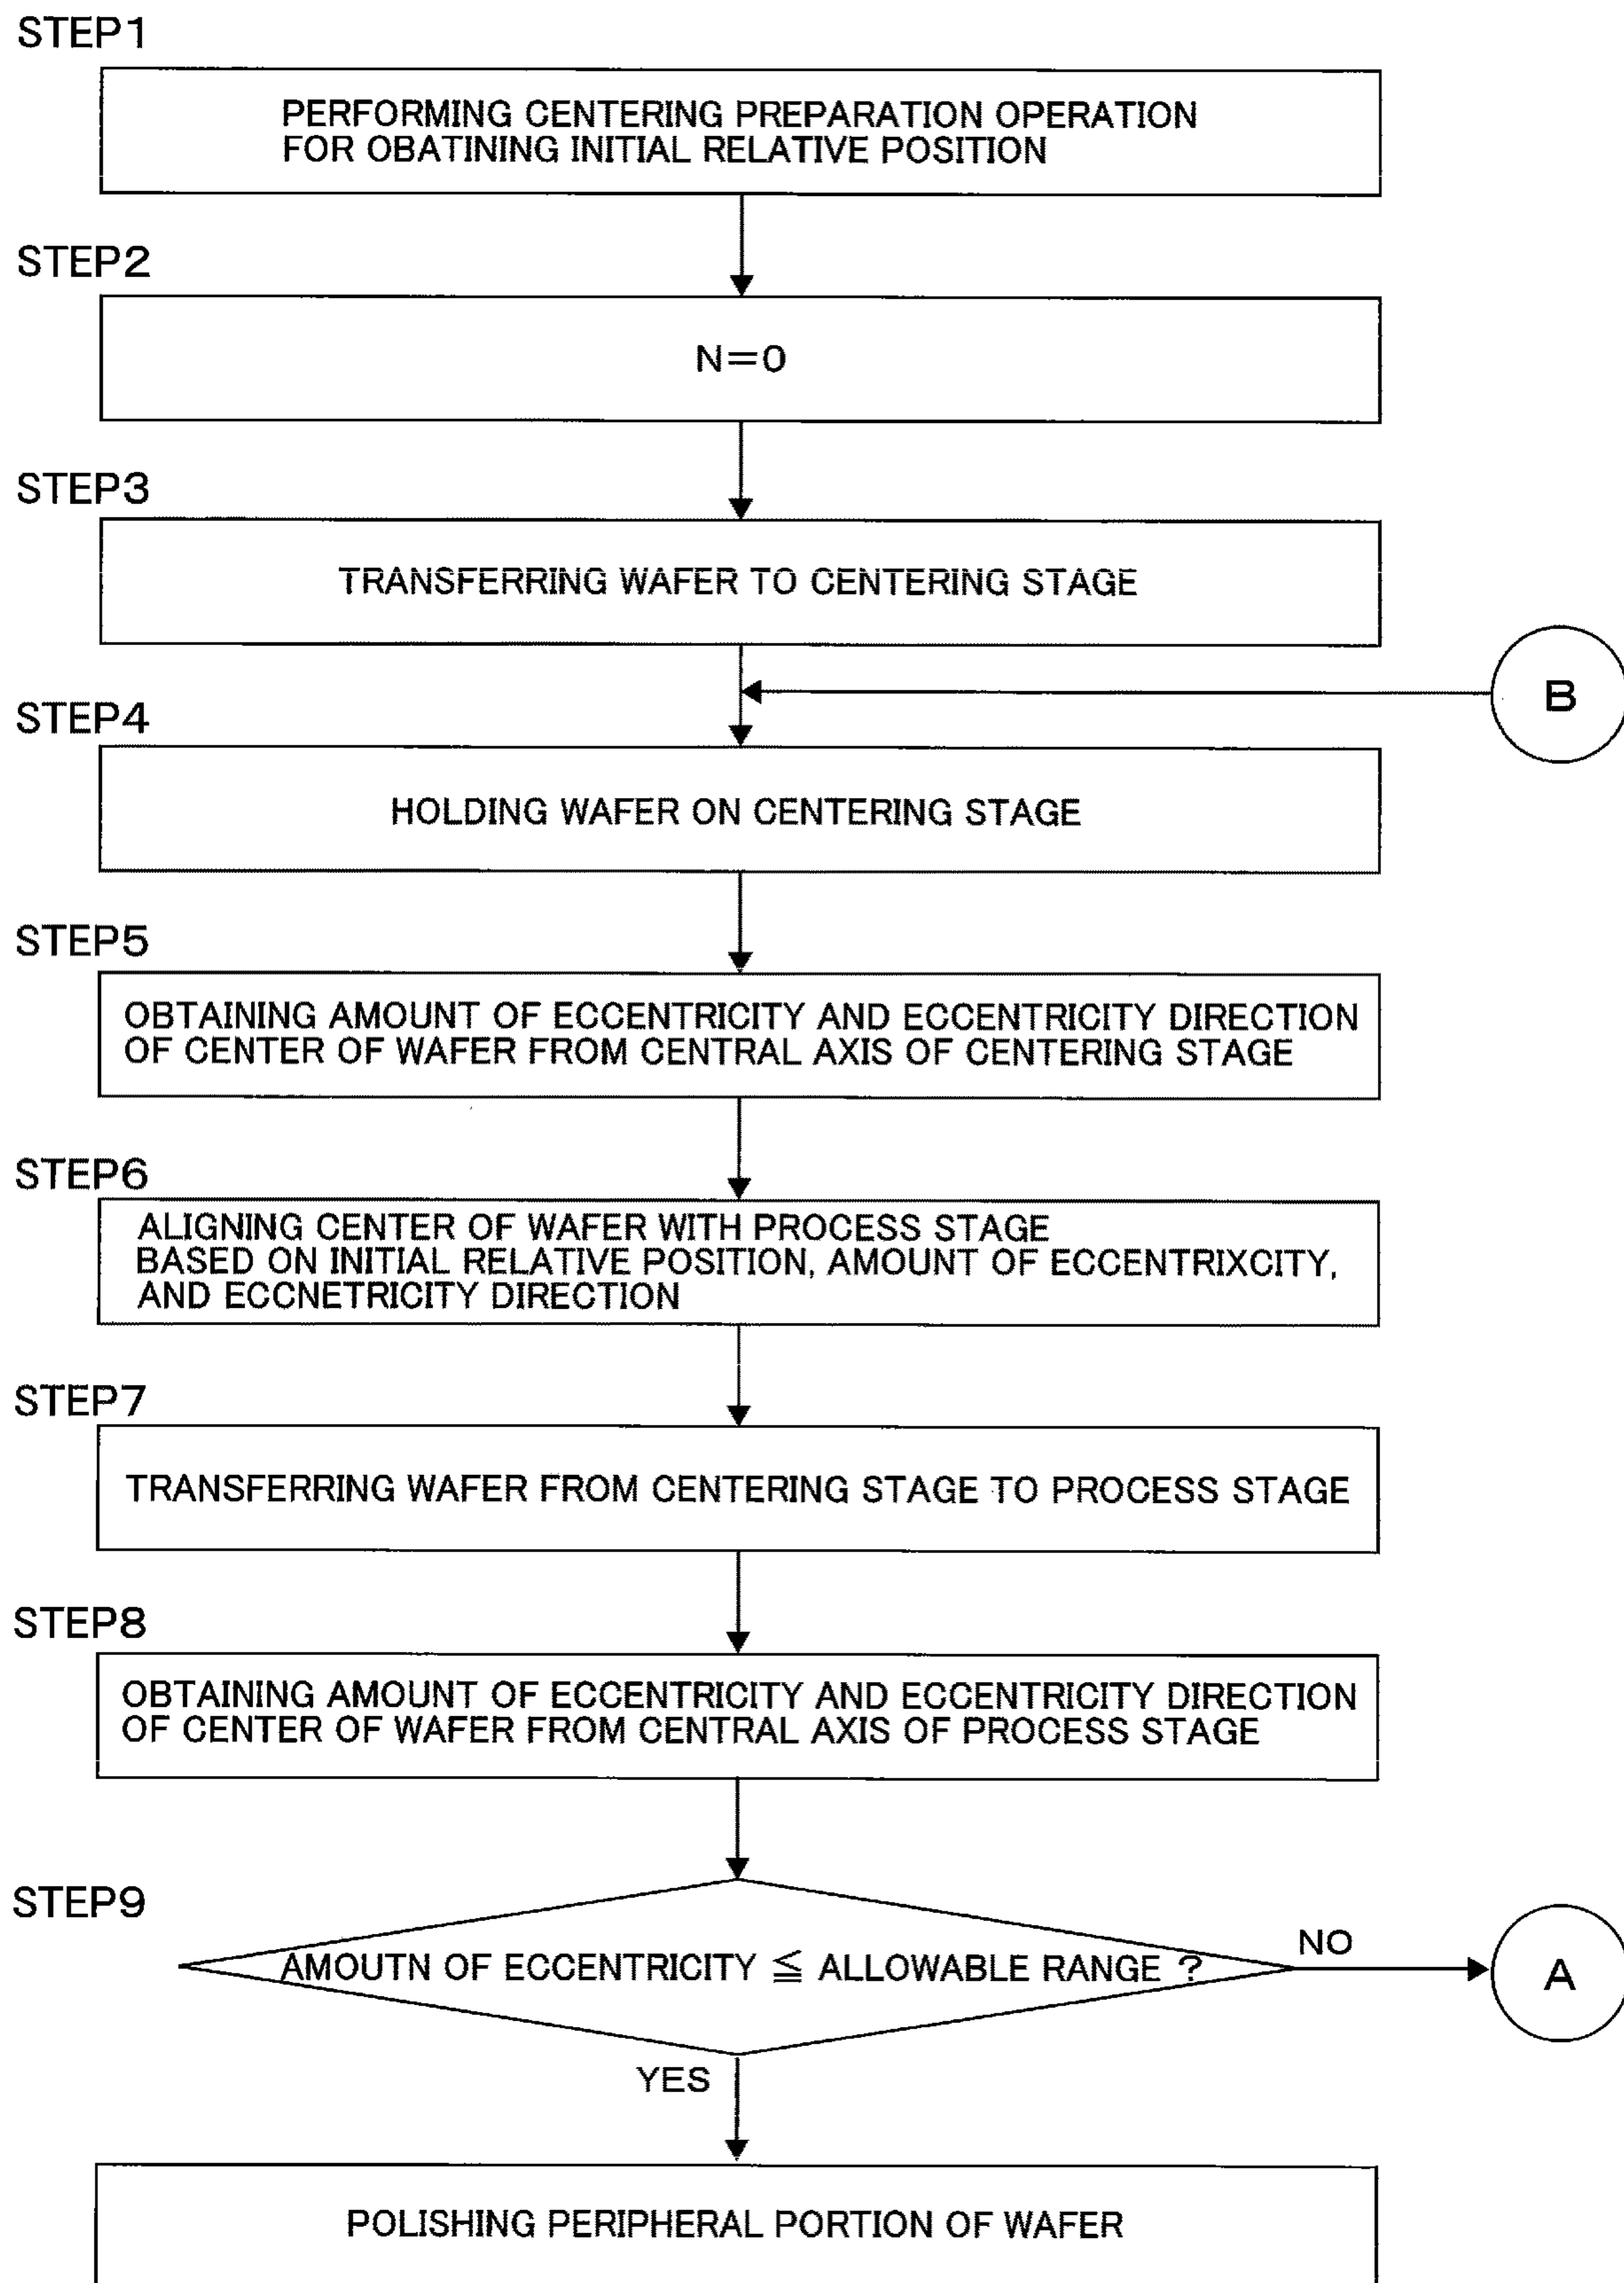 STEP1
PERFORMING CENTERING PREPARATION OPERATION
FOR OBATINING INITIAL RELATIVE POSITION
STEP2
N=0
STEP3
TRANSFERRING WAFER TO CENTERING STAGE
B
STEP4
HOLDING WAFER ON CENTERING STAGE
STEP5
OBTAINING AMOUNT OF ECCENTRICITY AND ECCENTRICITY DIRECTION
OF CENTER OF WAFER FROM CENTRAL AXIS OF CENTERING STAGE
STEP6
ALIGNING CENTER OF WAFER WITH PROCESS STAGE
BASED ON INITIAL RELATIVE POSITION, AMOUNT OF ECCENTRIXCITY,
AND ECCNETRICITY DIRECTION
STEP7
TRANSFERRING WAFER FROM CENTERING STAGE TO PROCESS STAGE
STEP8
OBTAINING AMOUNT OF ECCENTRICITY AND ECCENTRICITY DIRECTION
OF CENTER OF WAFER FROM CENTRAL AXIS OF PROCESS STAGE
STEP9
AMOUTN OF ECCENTRICITY ≦ ALLOWABLE RANGE ?
NO
A
YES
POLISHING PERIPHERAL PORTION OF WAFER